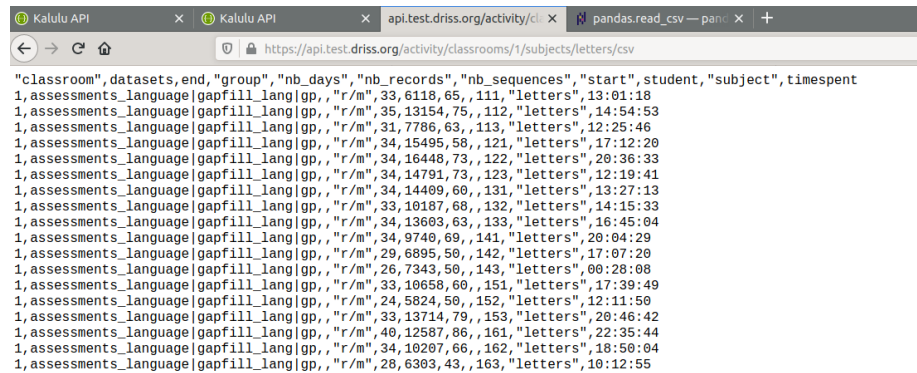 Kalulu API
Kalulu API
api.test.driss.org/activity/cl
pandas.read_csv — pand
https://api.test.driss.org/activity/classrooms/1/subjects/letters/csv
"classroom",datasets,end,"group","nb_days","nb_records","nb_sequences","start",student,"subject",timespent
1,assessments_language|gapfill_lang|gp,,"r/m",33,6118,65,,111,"letters",13:01:18
1,assessments_language|gapfill_lang|gp,,"r/m",35,13154,75,,112,"letters",14:54:53
1,assessments_language|gapfill_lang|gp,,"r/m",31,7786,63,,113,"letters",12:25:46
1,assessments_language|gapfill_lang|gp,,"r/m",34,15495,58,,121,"letters",17:12:20
1,assessments_language|gapfill_lang|gp,,"r/m",34,16448,73,,122,"letters",20:36:33
1,assessments_language|gapfill_lang|gp,,"r/m",34,14791,73,,123,"letters",12:19:41
1,assessments_language|gapfill_lang|gp,,"r/m",34,14409,60,,131,"letters",13:27:13
1,assessments_language|gapfill_lang|gp,,"r/m",33,10187,68,,132,"letters",14:15:33
1,assessments_language|gapfill_lang|gp,,"r/m",34,13603,63,,133,"letters",16:45:04
1,assessments_language|gapfill_lang|gp,,"r/m",34,9740,69,,141,"letters",20:04:29
1,assessments_language|gapfill_lang|gp,,"r/m",29,6895,50,,142,"letters",17:07:20
1,assessments_language|gapfill_lang|gp,,"r/m",26,7343,50,,143,"letters",00:28:08
1,assessments_language|gapfill_lang|gp,,"r/m",33,10658,60,,151,"letters",17:39:49
1,assessments_language|gapfill_lang|gp,,"r/m",24,5824,50,,152,"letters",12:11:50
1,assessments_language|gapfill_lang|gp,,"r/m",33,13714,79,,153,"letters",20:46:42
1,assessments_language|gapfill_lang|gp,,"r/m",40,12587,86,,161,"letters",22:35:44
1,assessments_language|gapfill_lang|gp,,"r/m",34,10207,66,,162,"letters",18:50:04
1,assessments_language|gapfill_lang|gp,,"r/m",28,6303,43,,163,"letters",10:12:55